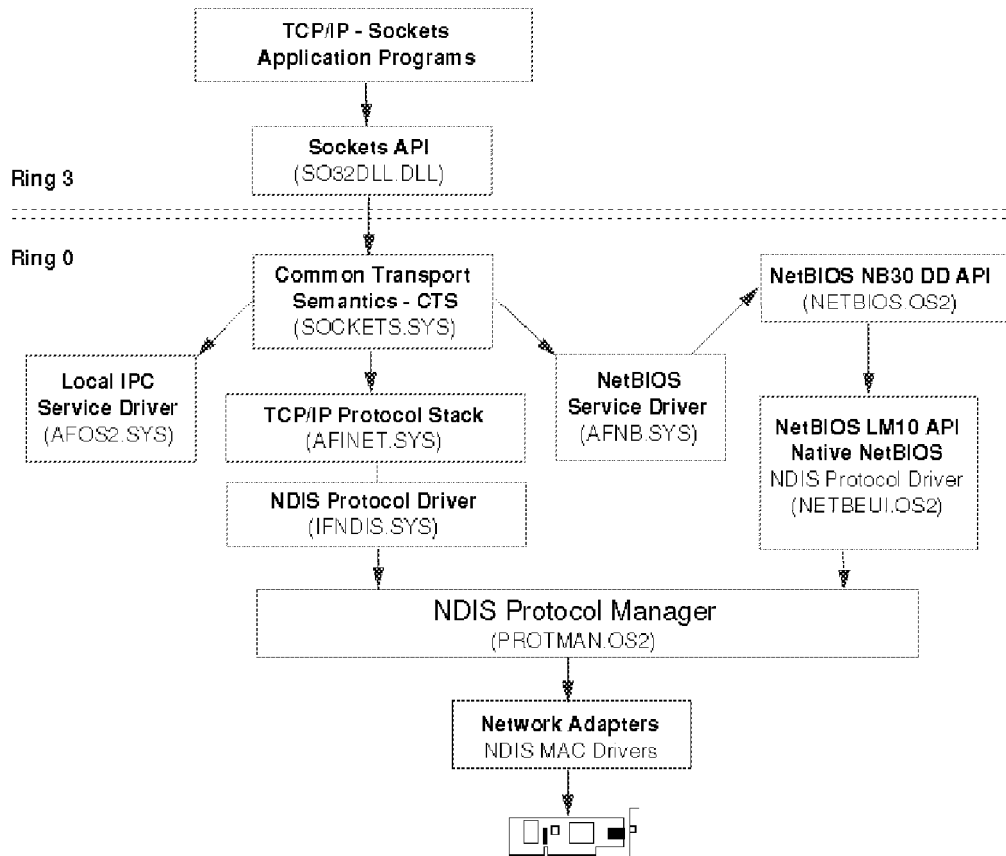 TCP/IP - Sockets
Application Programs
Sockets API
(SO32DLL.DLL)
Ring 3
Ring 0
Common Transport
Semantics - CTS
(SOCKETS.SYS)
NetBIOS NB30 DD API
(NETBIOS.OS2)
Local IPC
Service Driver
(AFOS2.SYS)
TCP/IP Protocol Stack
(AFINET.SYS)
NetBIOS
Service Driver
(AFNB.SYS)
NetBIOS LM10 API
Native NetBIOS
NDIS Protocol Driver
(NETBEUI.OS2)
NDIS Protocol Driver
(IFNDIS.SYS)
NDIS Protocol Manager
(PROTMAN.OS2)
Network Adapters
NDIS MAC Drivers